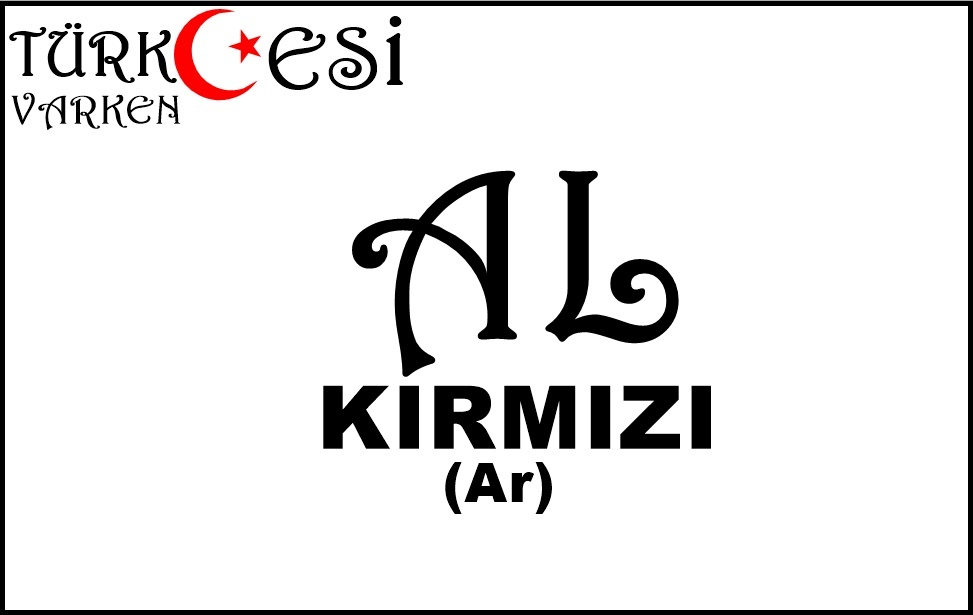 TÜRKÇESİ
VARKEN
AL
KIRMIZI
(Ar)